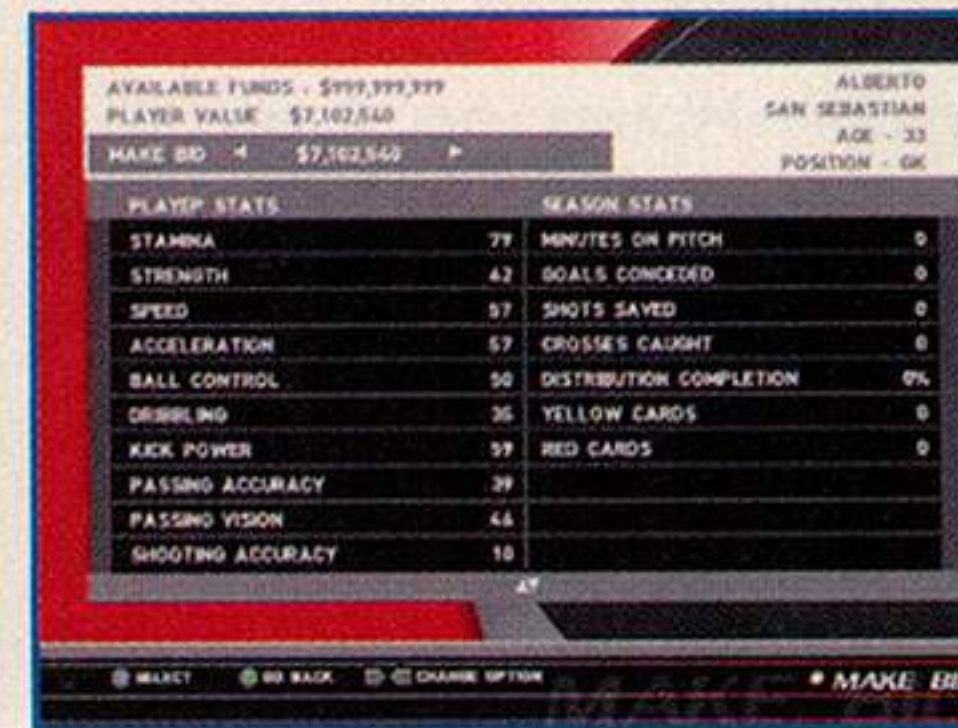 AVAILABLE FUNDS - $999,999,999
PLAYER VALUE - $7,102,540
MAKE BID $7,102,540
ALBERTO
SAN SEBASTIAN
AGE - 33
POSITION - GK
PLAYER STATS SEASON STATS
STAMINA 79 MINUTES ON PITCH 0
STRENGTH 62 GOALS CONCEDED 0
SPEED 57 SHOTS SAVED 0
ACCELERATION 57 CROSSES CAUGHT 0
BALL CONTROL 50 DISTRIBUTION COMPLETION 0%
DRIBBLING 35 YELLOW CARDS 0
KICK POWER 59 RED CARDS 0
PASSING ACCURACY 39
PASSING VISION 46
SHOOTING ACCURACY 10
SELECT GO BACK CHANGE OPTION MAKE BI